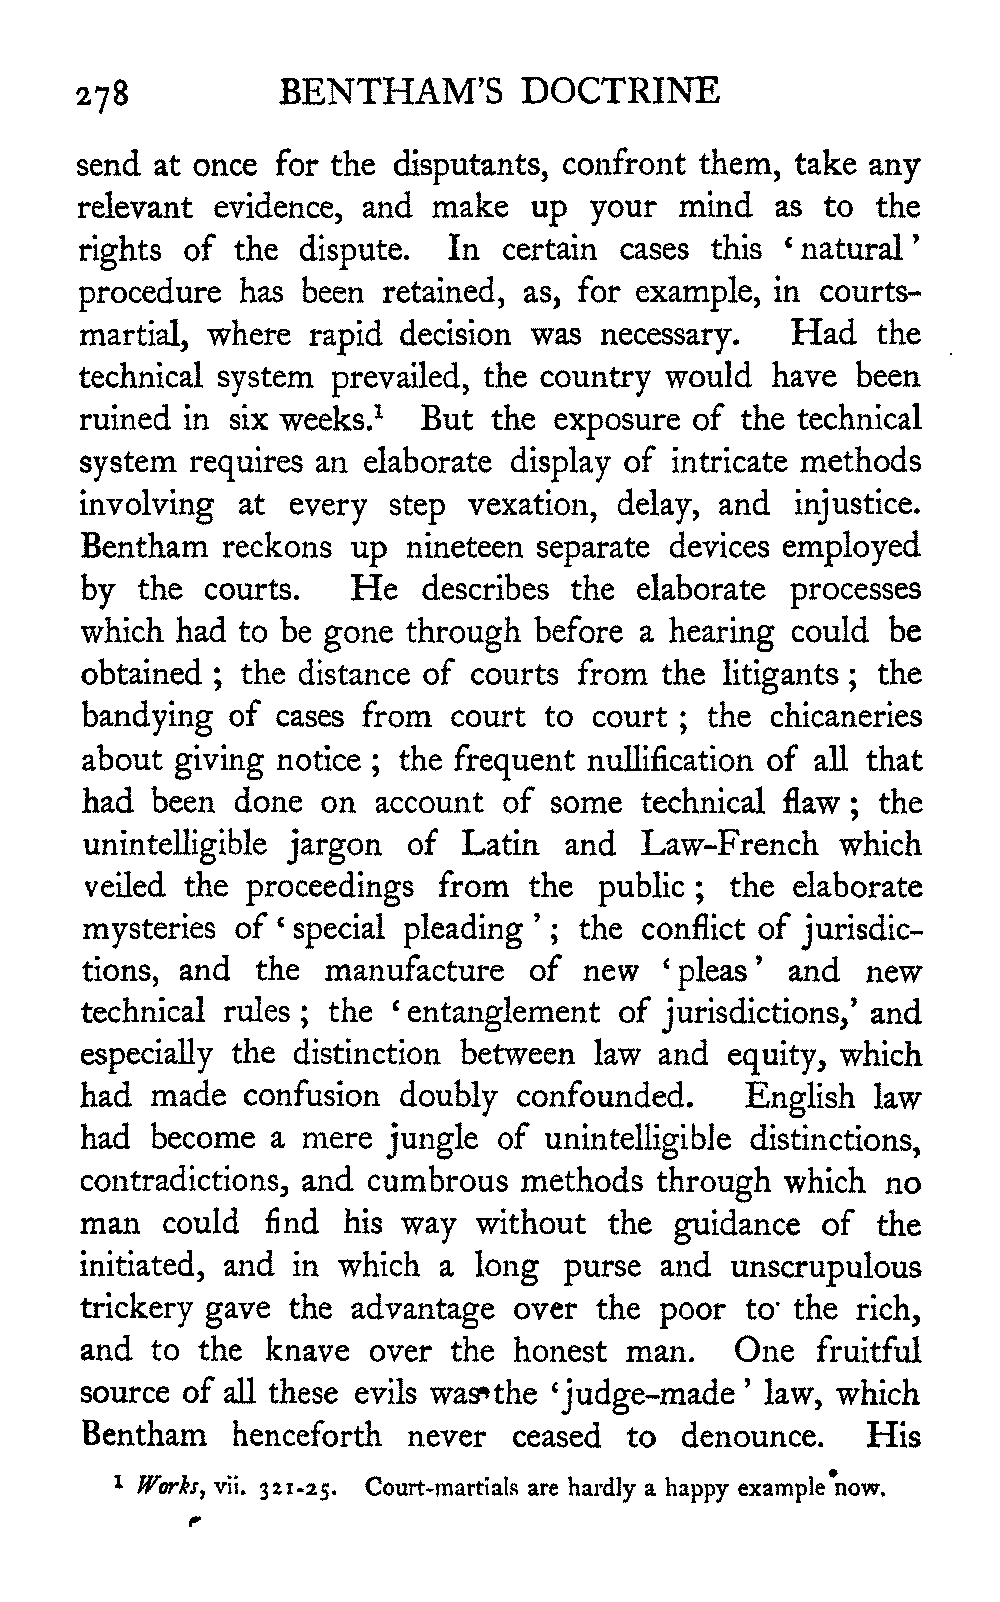 278 BENTHAM'S DOCTRINE
send at once for the disputants, confront them, take any
relevant evidence, and make up your mind as to the
rights of the dispute. In certain cases this ‘natural’
procedure has been retained, as, for example, in courts-
martial, where rapid decision was necessary. Had the
technical system prevailed, the country would have been
ruined in six weeks.¹ But the exposure of the technical
system requires an elaborate display of intricate methods
involving at every step vexation, delay, and injustice.
Bentham reckons up nineteen separate devices employed
by the courts. He describes the elaborate processes
which had to be gone through before a hearing could be
obtained ; the distance of courts from the litigants ; the
bandying of cases from court to court ; the chicaneries
about giving notice ; the frequent nullification of all that
had been done on account of some technical flaw ; the
unintelligible jargon of Latin and Law-French which
veiled the proceedings from the public ; the elaborate
mysteries of ‘special pleading’ ; the conflict of jurisdic-
tions, and the manufacture of new ‘pleas’ and new
technical rules ; the ‘entanglement of jurisdictions,’ and
especially the distinction between law and equity, which
had made confusion doubly confounded. English law
had become a mere jungle of unintelligible distinctions,
contradictions, and cumbrous methods through which no
man could find his way without the guidance of the
initiated, and in which a long purse and unscrupulous
trickery gave the advantage over the poor to the rich,
and to the knave over the honest man. One fruitful
source of all these evils was the ‘judge-made’ law, which
Bentham henceforth never ceased to denounce. His
¹ Works, vii. 321-25. Court-martials are hardly a happy example now.